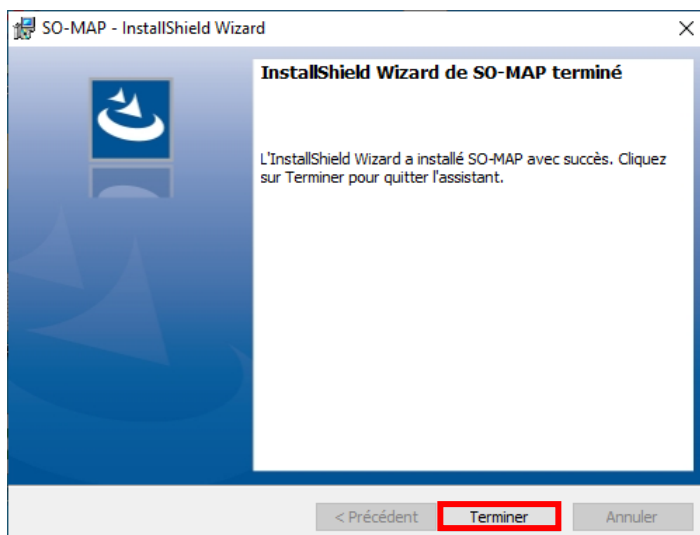 SO-MAP - InstallShield Wizard
InstallShield Wizard de SO-MAP terminé
L'InstallShield Wizard a installé SO-MAP avec succès. Cliquez
sur Terminer pour quitter l'assistant.
< Précédent Terminer Annuler